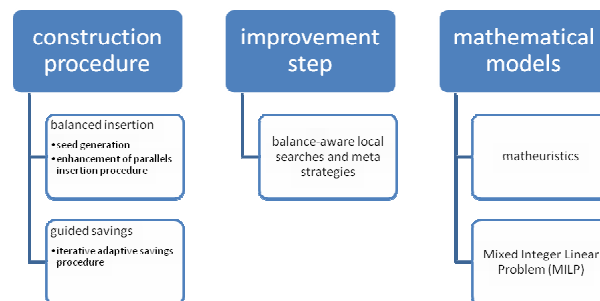 construction
procedure
balanced insertion
•seed generation
•enhancement of parallels
insertion procedure
guided savings
•iterative adaptive savings
procedure
improvement
step
balance-aware local
searches and meta
strategies
mathematical
models
matheuristics
Mixed Integer Linear
Problem (MILP)